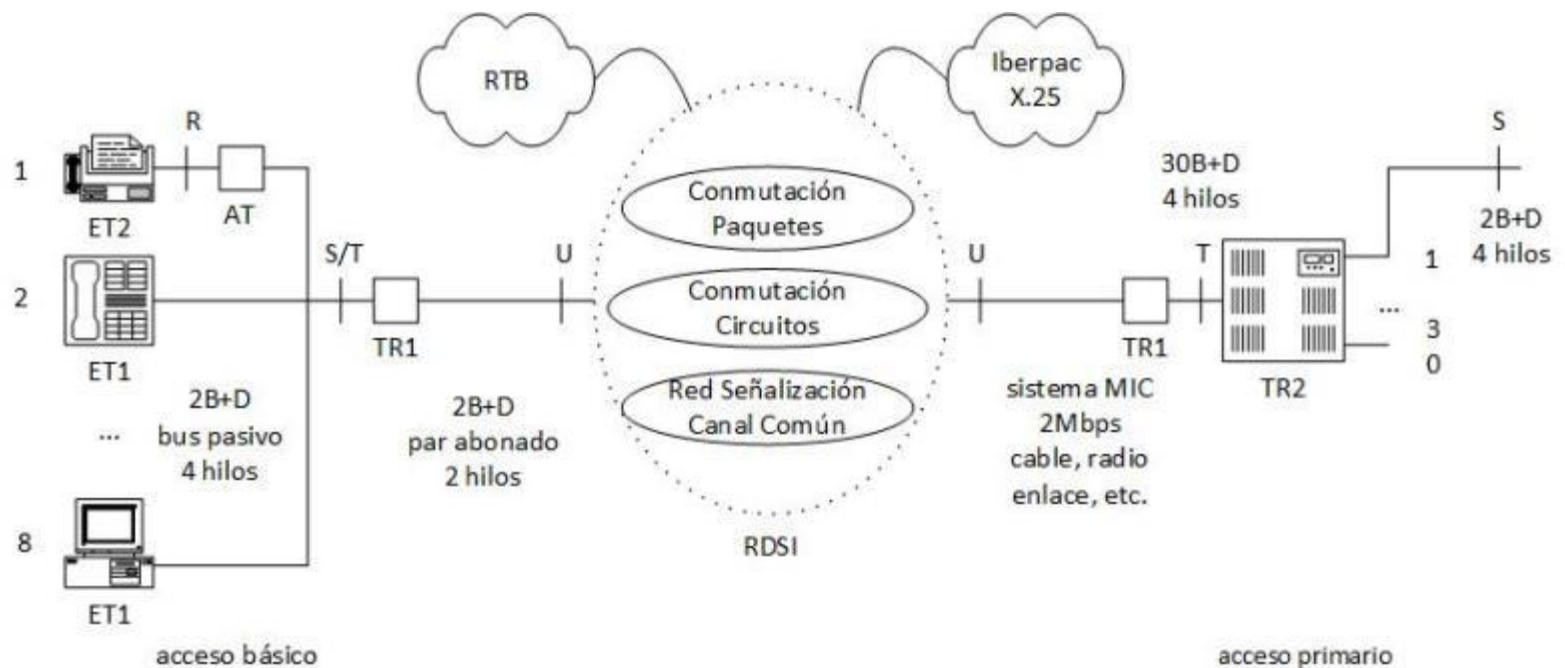 RTB
Iberpac
X.25
R
S
1
ET2
AT
30B+D
4 hilos
Conmutación
Paquetes
2B+D
4 hilos
2
ET1
S/T
TR1
U
Conmutación
Circuitos
U
TR1
T
TR2
1
...
3
0
2B+D
bus pasivo
4 hilos
...
2B+D
par abonado
2 hilos
Red Señalización
Canal Común
sistema MIC
2Mbps
cable, radio
enlace, etc.
8
ET1
RDSI
acceso básico
acceso primario